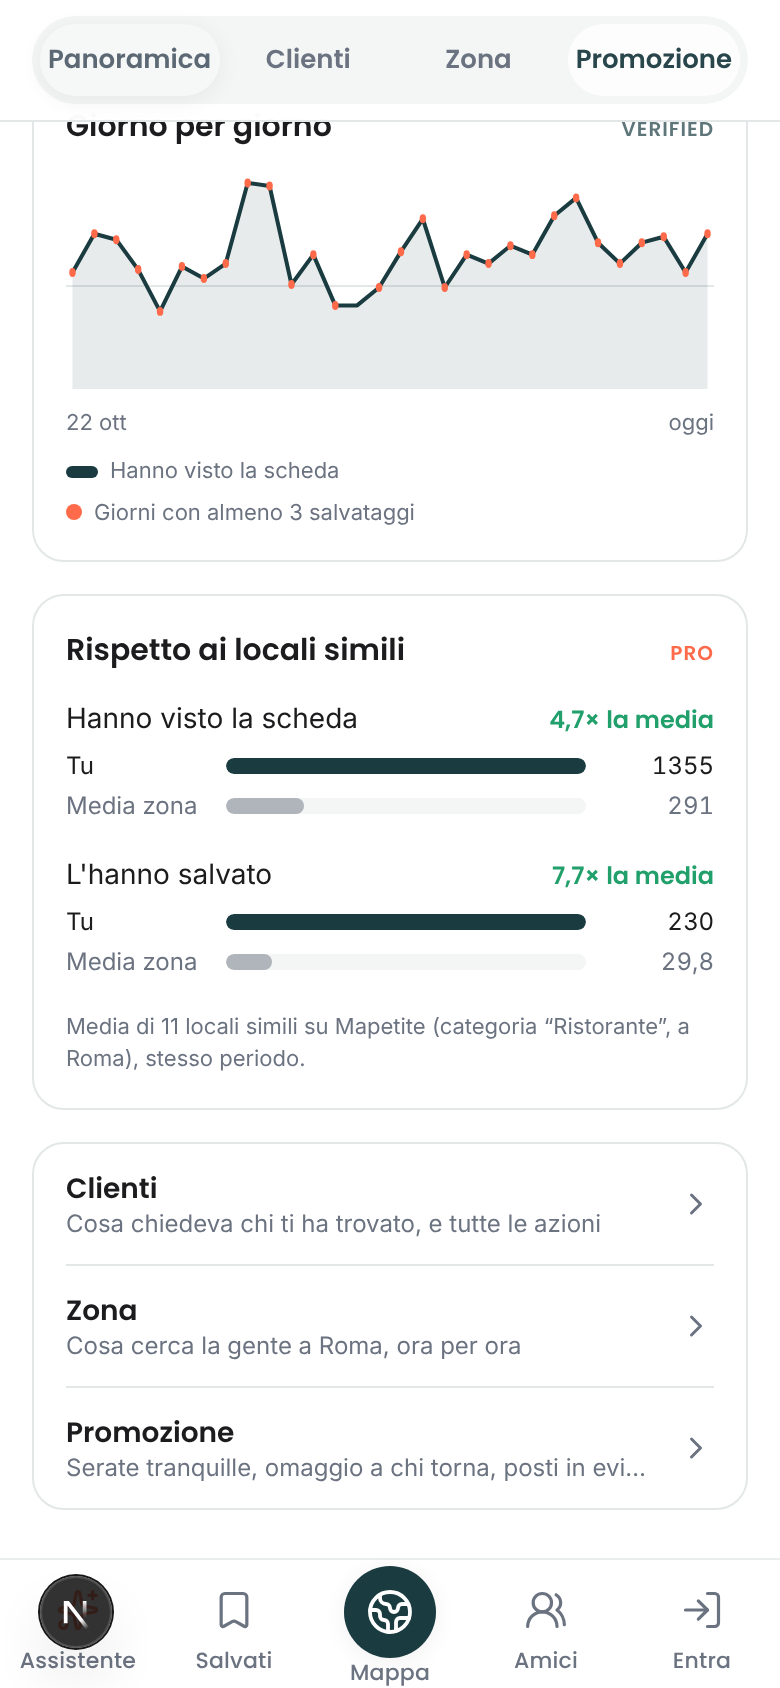 Panoramica
Clienti
Zona
Promozione
Giorno per giorno
VERIFIED
22 ott
oggi
Hanno visto la scheda
Giorni con almeno 3 salvataggi
Rispetto ai locali simili
PRO
Hanno visto la scheda
4,7× la media
Tu
1355
Media zona
291
L'hanno salvato
7,7× la media
Tu
230
Media zona
29,8
Media di 11 locali simili su Mapetite (categoria “Ristorante”, a
Roma), stesso periodo.
Clienti
Cosa chiedeva chi ti ha trovato, e tutte le azioni
Zona
Cosa cerca la gente a Roma, ora per ora
Promozione
Serate tranquille, omaggio a chi torna, posti in evi...
N
Assistente
Salvati
Mappa
Amici
Entra